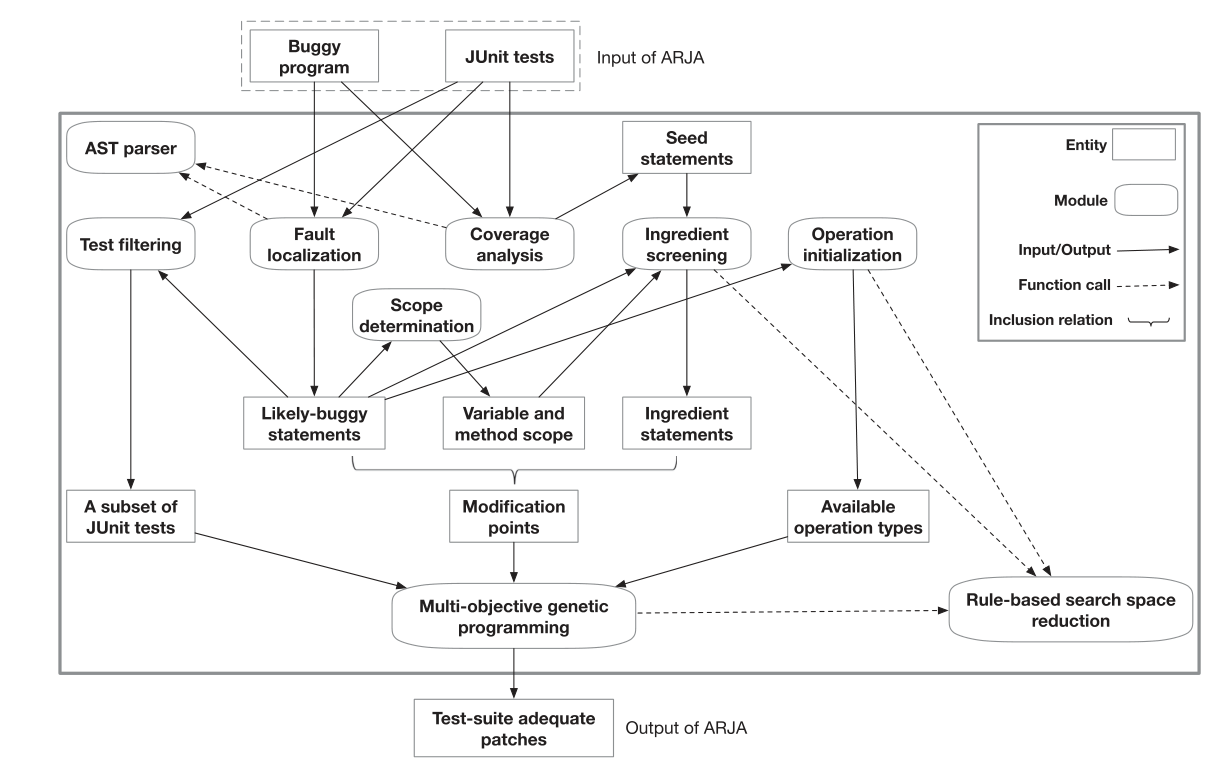 Buggy
program
JUnit tests
Input of ARJA
AST parser
Seed
statements
Entity
Module
Input/Output
Function call
Inclusion relation
Test filtering
Fault
localization
Coverage
analysis
Ingredient
screening
Operation
initialization
Scope
determination
Likely-buggy
statements
Variable and
method scope
Ingredient
statements
A subset of
JUnit tests
Modification
points
Available
operation types
Multi-objective genetic
programming
Rule-based search space
reduction
Test-suite adequate
patches
Output of ARJA